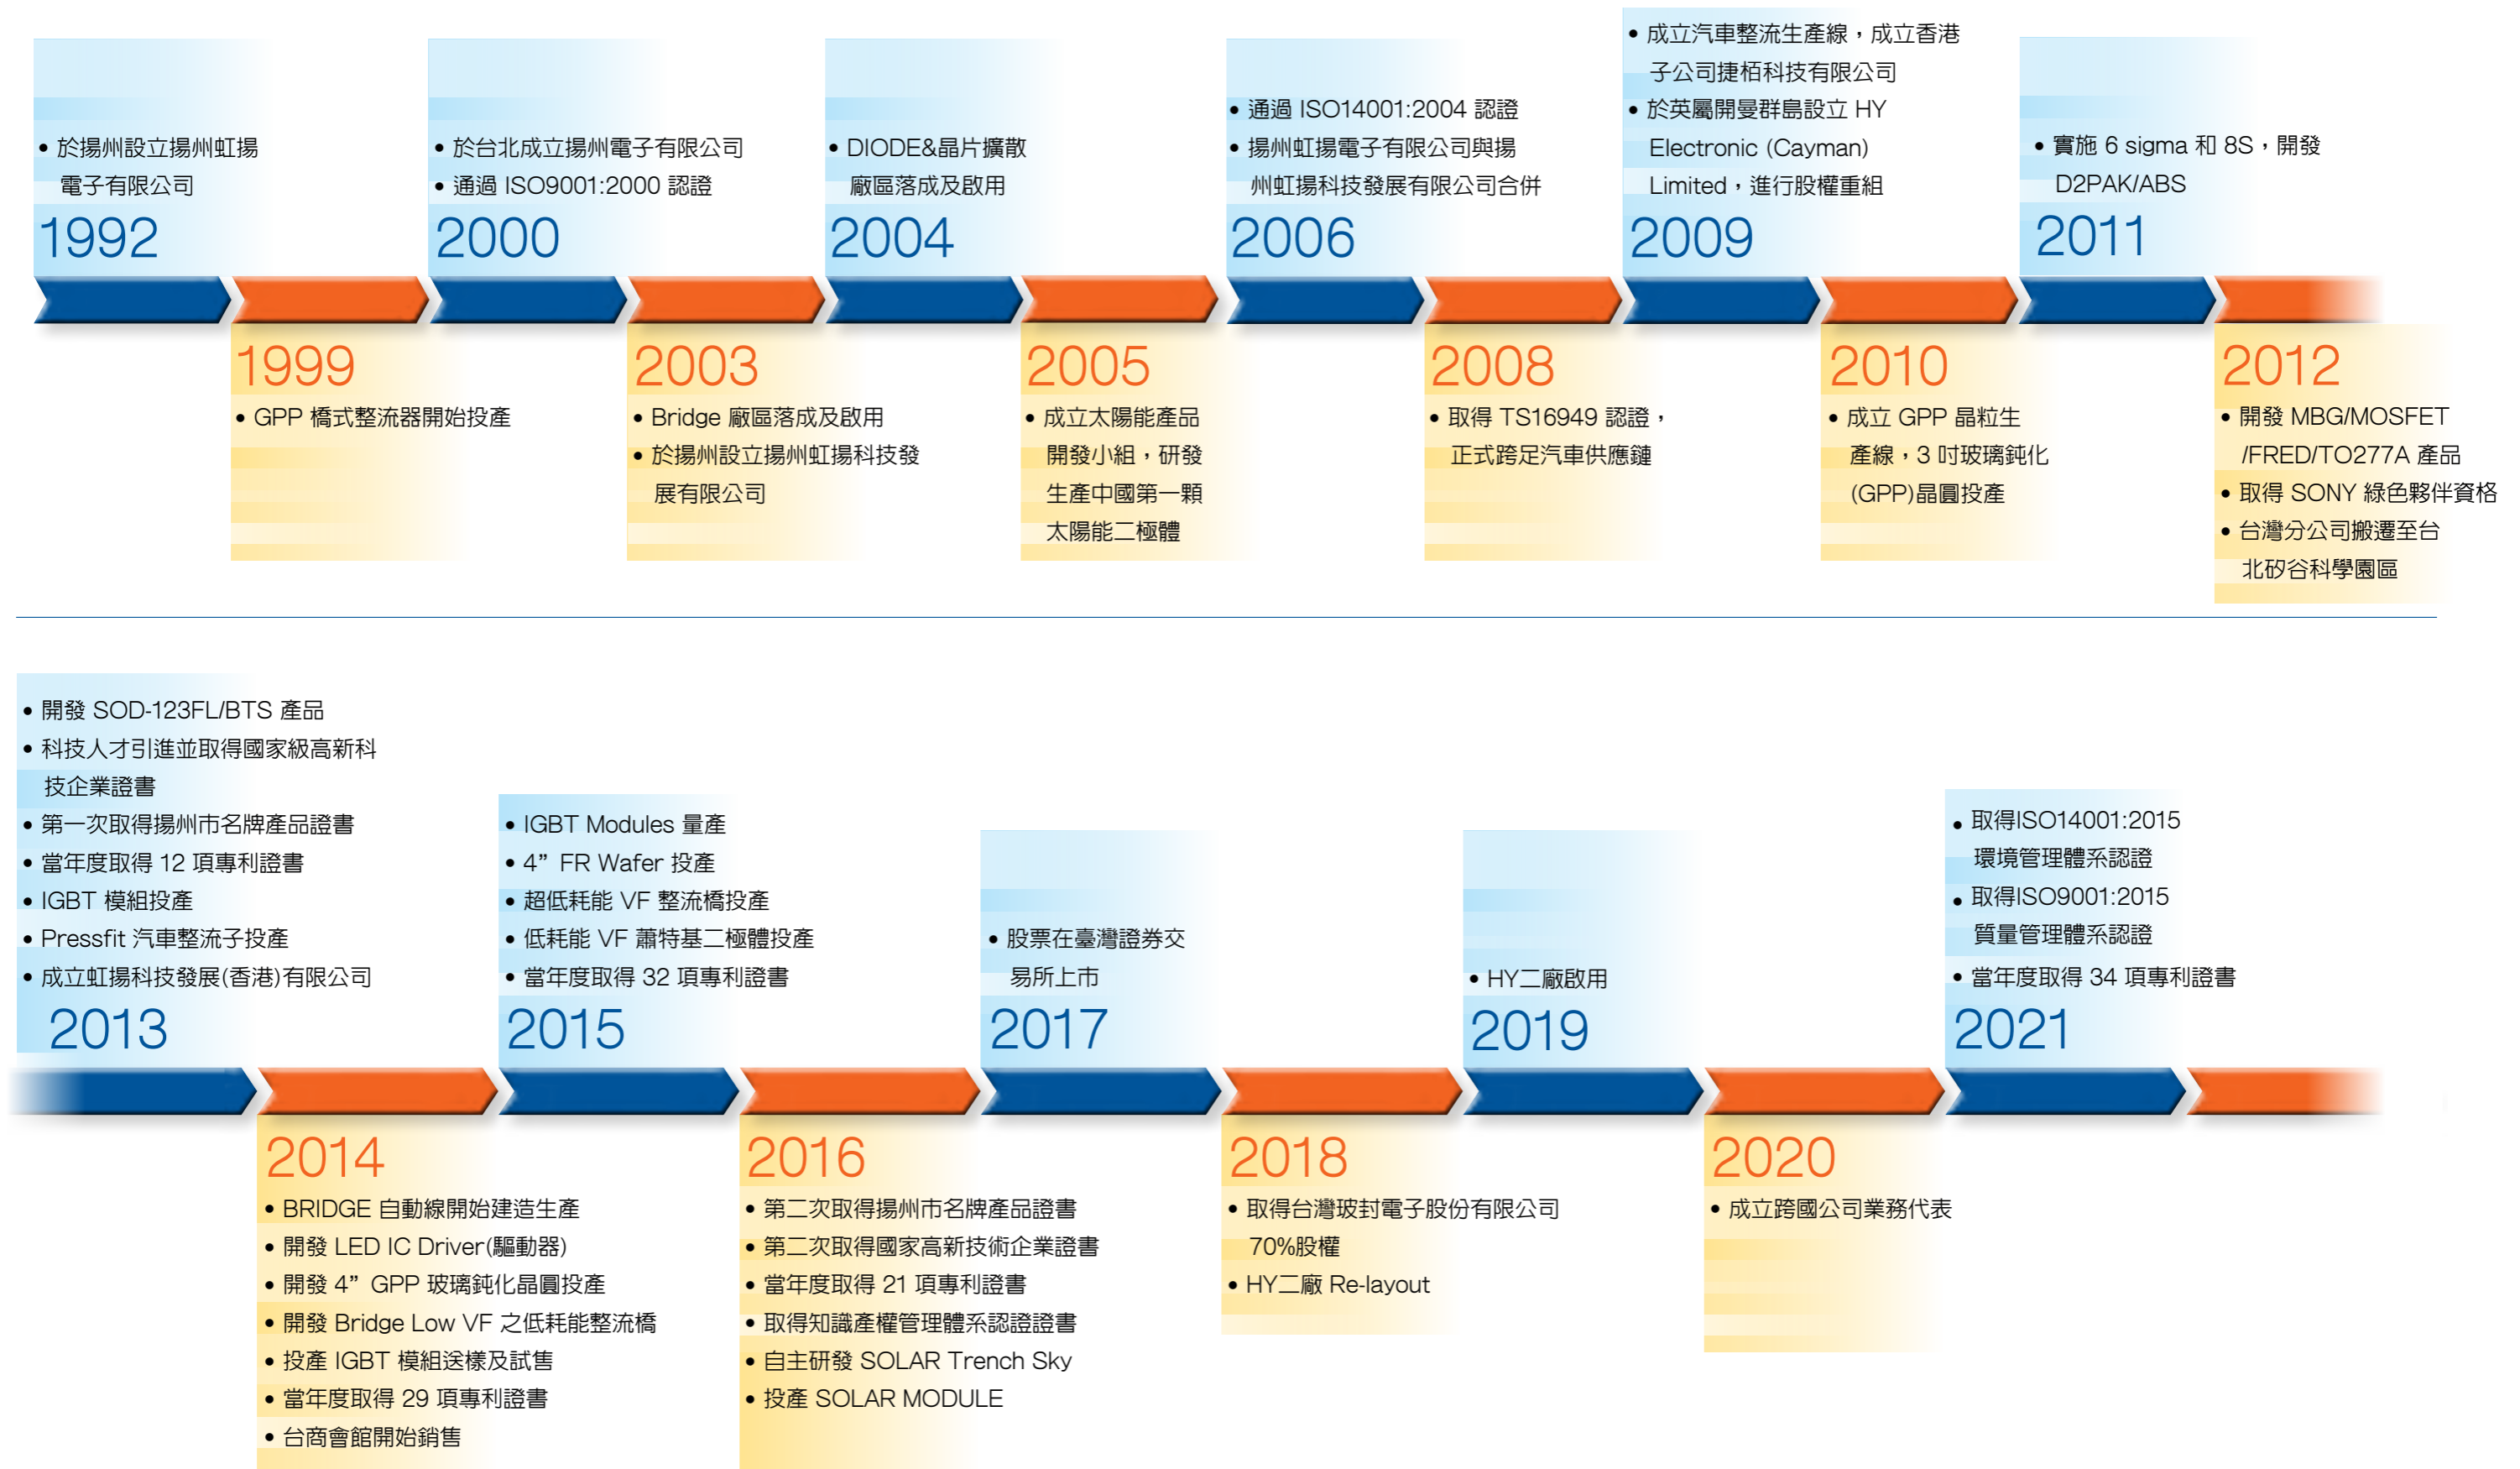 • 於揚州設立揚州虹揚
電子有限公司
1992
1999
• GPP 橋式整流器開始投產
• 於台北成立揚州電子有限公司
• 通過 ISO9001:2000 認證
2000
2003
• Bridge 廠區落成及啟用
• 於揚州設立揚州虹揚科技發
展有限公司
• DIODE&晶片擴散
廠區落成及啟用
2004
2005
• 成立太陽能產品
開發小組，研發
生產中國第一顆
太陽能二極體
• 通過 ISO14001:2004 認證
• 揚州虹揚電子有限公司與揚
州虹揚科技發展有限公司合併
2006
2008
• 取得 TS16949 認證，
正式跨足汽車供應鏈
• 成立汽車整流生產線，成立香港
子公司捷栢科技有限公司
• 於英屬開曼群島設立 HY
Electronic (Cayman)
Limited，進行股權重組
2009
2010
• 成立 GPP 晶粒生
產線，3 吋玻璃鈍化
(GPP)晶圓投產
• 實施 6 sigma 和 8S，開發
D2PAK/ABS
2011
2012
• 開發 MBG/MOSFET
/FRED/TO277A 產品
• 取得 SONY 綠色夥伴資格
• 台灣分公司搬遷至台
北矽谷科學園區
• 開發 SOD-123FL/BTS 產品
• 科技人才引進並取得國家級高新科
技企業證書
• 第一次取得揚州市名牌產品證書
• 當年度取得 12 項專利證書
• IGBT 模組投產
• Pressfit 汽車整流子投產
• 成立虹揚科技發展(香港)有限公司
2013
2014
• BRIDGE 自動線開始建造生產
• 開發 LED IC Driver(驅動器)
• 開發 4” GPP 玻璃鈍化晶圓投產
• 開發 Bridge Low VF 之低耗能整流橋
• 投產 IGBT 模組送樣及試售
• 當年度取得 29 項專利證書
• 台商會館開始銷售
• IGBT Modules 量產
• 4” FR Wafer 投產
• 超低耗能 VF 整流橋投產
• 低耗能 VF 蕭特基二極體投產
• 當年度取得 32 項專利證書
2015
2016
• 第二次取得揚州市名牌產品證書
• 第二次取得國家高新技術企業證書
• 當年度取得 21 項專利證書
• 取得知識產權管理體系認證證書
• 自主研發 SOLAR Trench Sky
• 投產 SOLAR MODULE
• 股票在臺灣證券交
易所上市
2017
2018
• 取得台灣玻封電子股份有限公司
70%股權
• HY二廠 Re-layout
• HY二廠啟用
2019
2020
• 成立跨國公司業務代表
• 取得ISO14001:2015
環境管理體系認證
• 取得ISO9001:2015
質量管理體系認證
• 當年度取得 34 項專利證書
2021